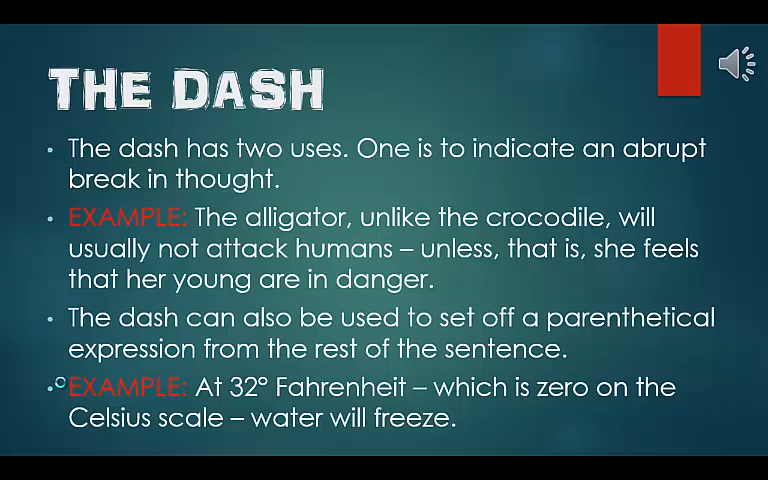 THE DASH
• The dash has two uses. One is to indicate an abrupt
break in thought.
• EXAMPLE: The alligator, unlike the crocodile, will
usually not attack humans – unless, that is, she feels
that her young are in danger.
• The dash can also be used to set off a parenthetical
expression from the rest of the sentence.
• EXAMPLE: At 32° Fahrenheit – which is zero on the
Celsius scale – water will freeze.